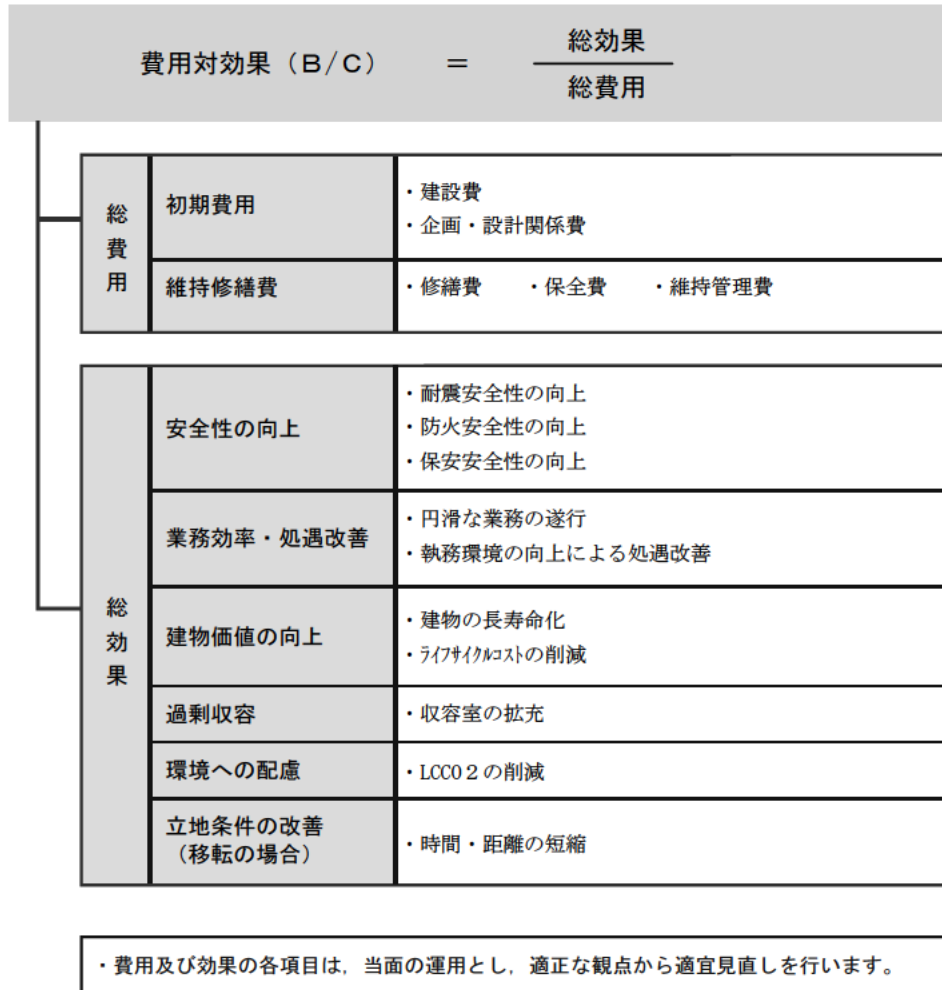 費用対効果（B/C） ＝ 総効果
総費用
総費用
初期費用
・建設費
・企画・設計関係費
維持修繕費
・修繕費 ・保全費 ・維持管理費
総効果
安全性の向上
・耐震安全性の向上
・防火安全性の向上
・保安安全性の向上
業務効率・処遇改善
・円滑な業務の遂行
・執務環境の向上による処遇改善
建物価値の向上
・建物の長寿命化
・ﾗｲﾌｻｲｸﾙｺｽﾄの削減
過剰収容
・収容室の拡充
環境への配慮
・LCCO２の削減
立地条件の改善
（移転の場合）
・時間・距離の短縮
・費用及び効果の各項目は，当面の運用とし，適正な観点から適宜見直しを行います。